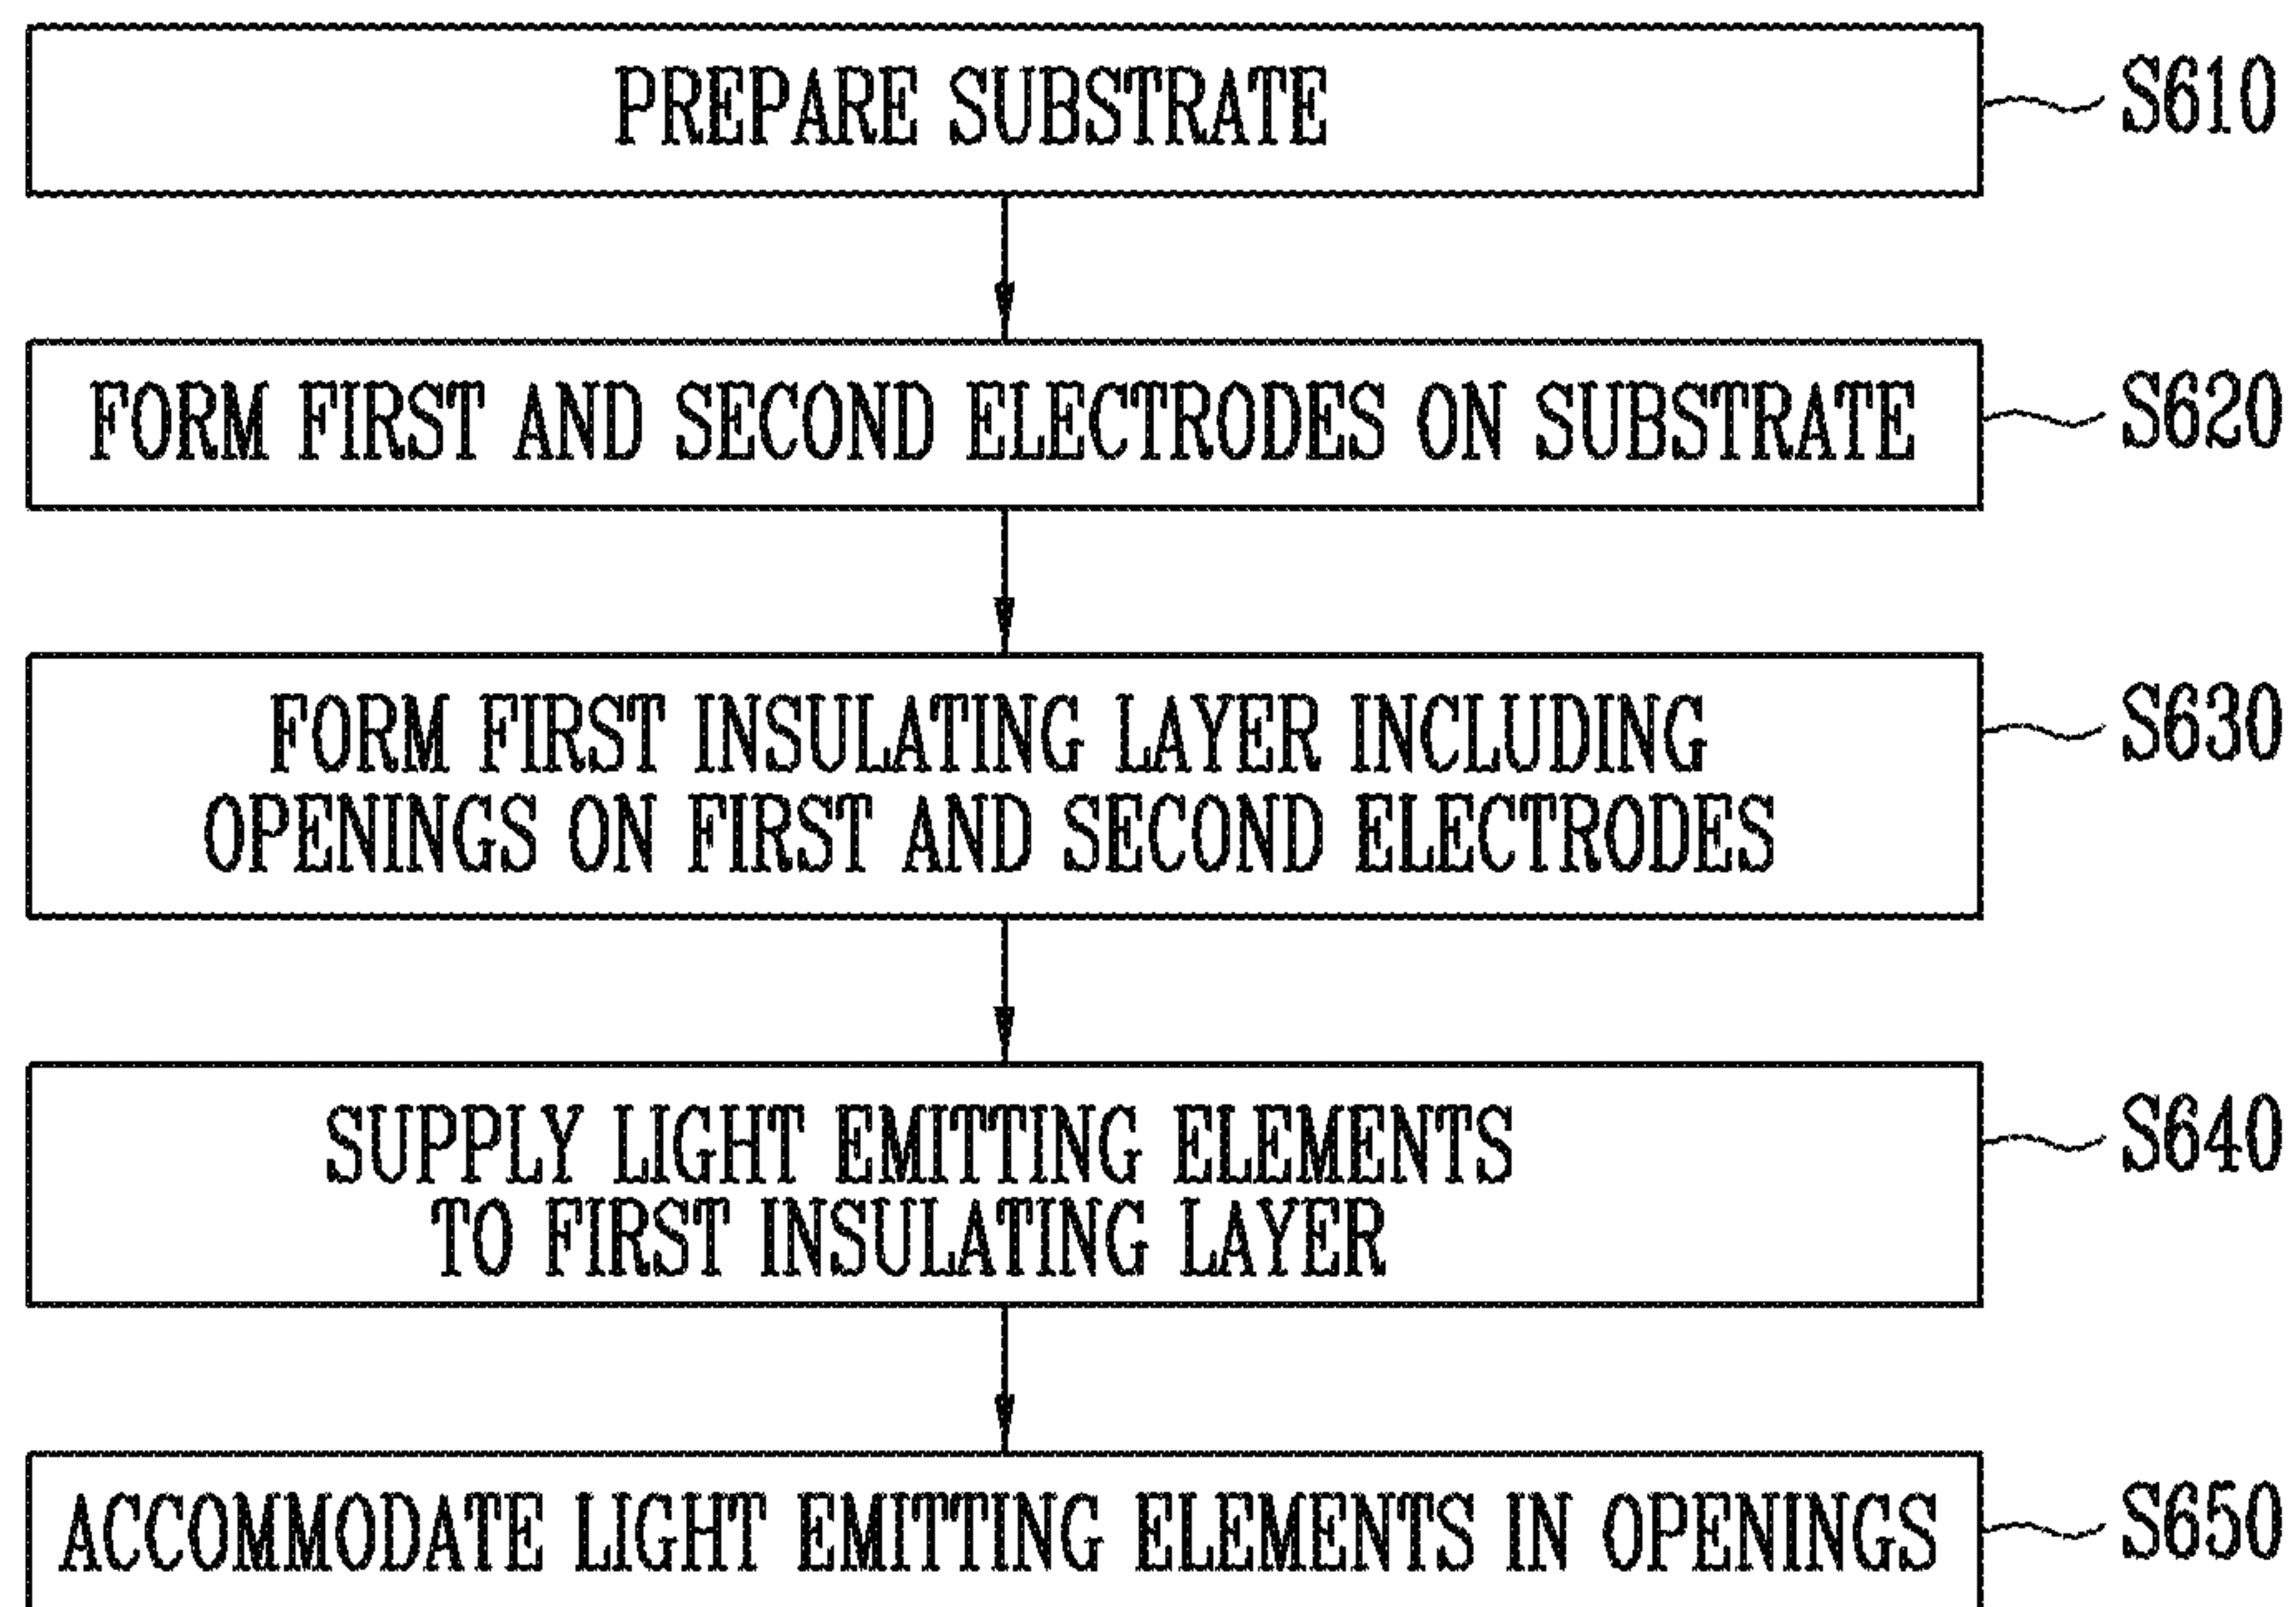 PREPARE SUBSTRATE
S610
FORM FIRST AND SECOND ELECTRODES ON SUBSTRATE
S620
FORM FIRST INSULATING LAYER INCLUDING
OPENINGS ON FIRST AND SECOND ELECTRODES
S630
SUPPLY LIGHT EMITTING ELEMENTS
TO FIRST INSULATING LAYER
S640
ACCOMMODATE LIGHT EMITTING ELEMENTS IN OPENINGS
S650